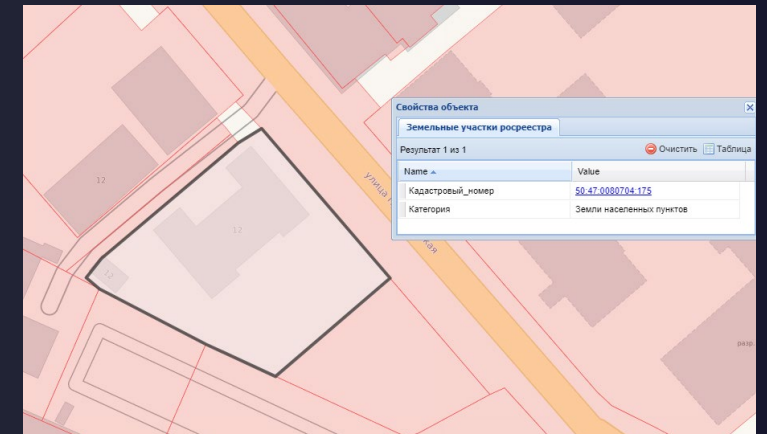 Свойства объекта
Земельные участки росреестра
Результат 1 из 1 Очистить Таблица
Name Value
Кадастровый_номер 50:47:0080704:175
Категория Земли населенных пунктов
12
12
12
улица
кая
разр.